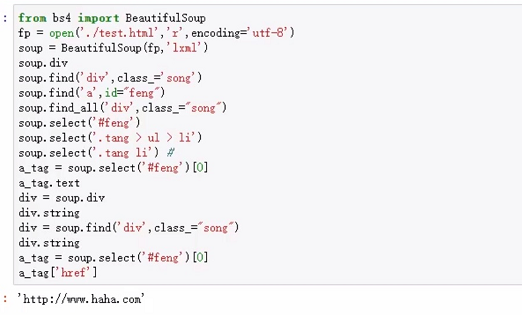 : from bs4 import BeautifulSoup
fp = open('./test.html','r',encoding='utf-8')
soup = BeautifulSoup(fp,'lxml')
soup.div
soup.find('div',class_='song')
soup.find('a',id="feng")
soup.find_all('div',class_="song")
soup.select('#feng')
soup.select('.tang > ul > li')
soup.select('.tang li') #
a_tag = soup.select('#feng')[0]
a_tag.text
div = soup.div
div.string
div = soup.find('div',class_="song")
div.string
a_tag = soup.select('#feng')[0]
a_tag['href']
: 'http://www.haha.com'